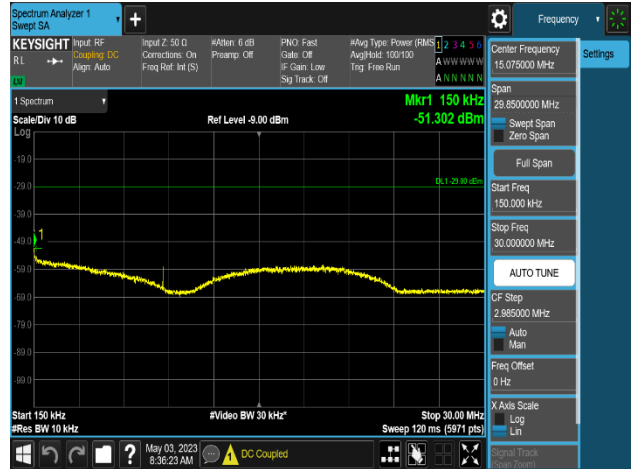 Spectrum Analyzer 1
Swept SA
Frequency
KEYSIGHT
R L
LW
Input: RF
Coupling: DC
Align: Auto
Input Z: 50 Ω
Corrections: On
Freq Ref: Int (S)
#Atten: 6 dB
Preamp: Off
PNO: Fast
Gate: Off
IF Gain: Low
Sig Track: Off
#Avg Type: Power (RMS)
Avg|Hold: 100/100
Trig: Free Run
1 2 3 4 5 6
A W W W W W
A N N N N N
1 Spectrum
Scale/Div 10 dB
Ref Level -9.00 dBm
Mkr1 150 kHz
-51.302 dBm
Log
-19.0
-29.0
DL1 -29.00 dBm
-39.0
1
-49.0
-59.0
-69.0
-79.0
-89.0
-99.0
Start 150 kHz
#Video BW 30 kHz*
Stop 30.00 MHz
#Res BW 10 kHz
Sweep 120 ms (5971 pts)
May 03, 2023
8:36:23 AM
DC Coupled
Center Frequency
15.075000 MHz
Settings
Span
29.8500000 MHz
Swept Span
Zero Span
Full Span
Start Freq
150.000 kHz
Stop Freq
30.000000 MHz
AUTO TUNE
CF Step
2.985000 MHz
Auto
Man
Freq Offset
0 Hz
X Axis Scale
Log
Lin
Signal Track
(Span Zoom)